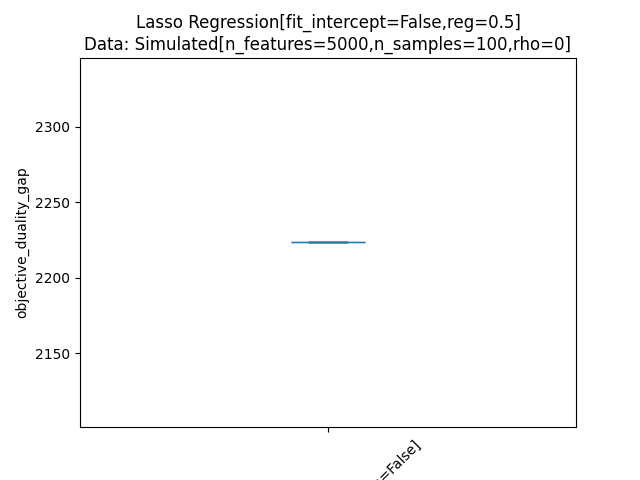 Lasso Regression[fit_intercept=False,reg=0.5]
Data: Simulated[n_features=5000,n_samples=100,rho=0]
2300
2250
2200
2150
objective_duality_gap
=False]